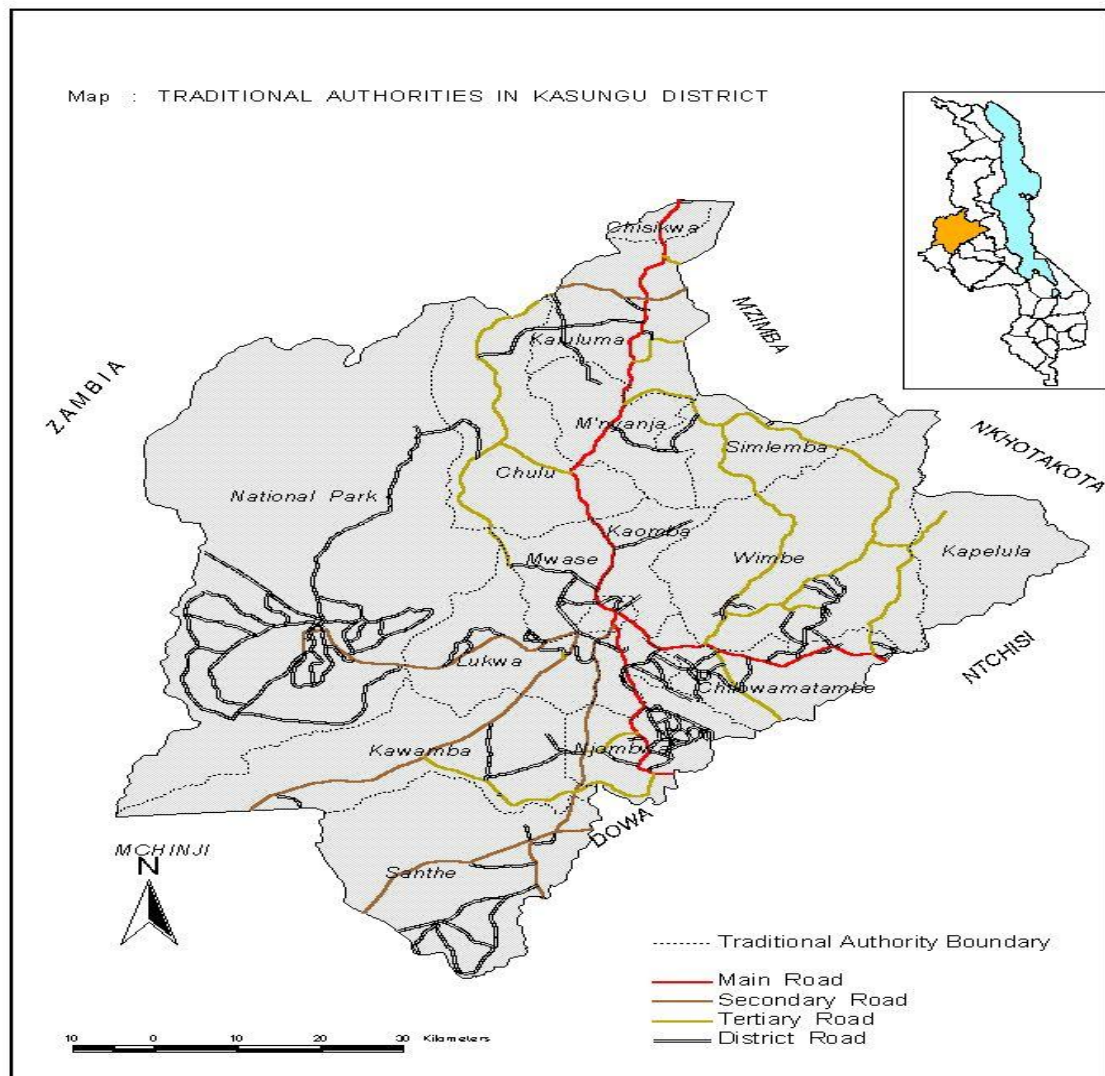 Map : TRADITIONAL AUTHORITIES IN KASUNGU DISTRICT
Chisikwa
MZIMBA
Kaluluma
ZAMBIA
M'nyanja
NKHOTAKOTA
Simlemba
Chulu
National Park
Kaomba
Kapelula
Mwase
Wimbe
NTCHISI
Lukwa
Kawamba
DOWA
MCHINJI
N
Santhe
Traditional Authority Boundary
Main Road
Secondary Road
Tertiary Road
District Road
10 0 10 20 30 Kilometers